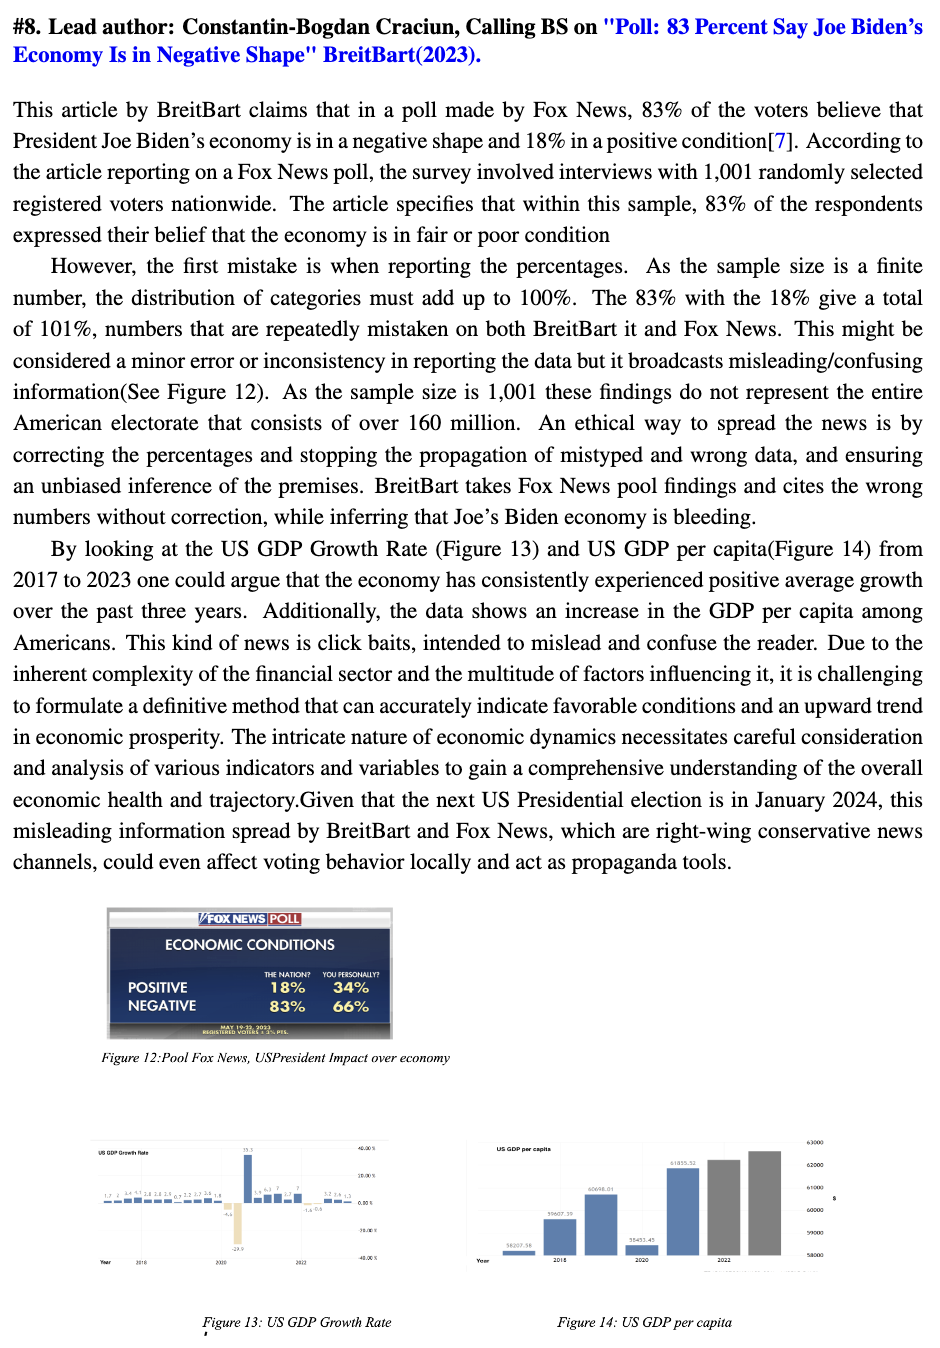 #8. Lead author: Constantin-Bogdan Craciun, Calling BS on "Poll: 83 Percent Say Joe Biden’s
Economy Is in Negative Shape" BreitBart(2023).
This article by BreitBart claims that in a poll made by Fox News, 83% of the voters believe that
President Joe Biden’s economy is in a negative shape and 18% in a positive condition[7]. According to
the article reporting on a Fox News poll, the survey involved interviews with 1,001 randomly selected
registered voters nationwide. The article specifies that within this sample, 83% of the respondents
expressed their belief that the economy is in fair or poor condition
However, the first mistake is when reporting the percentages. As the sample size is a finite
number, the distribution of categories must add up to 100%. The 83% with the 18% give a total
of 101%, numbers that are repeatedly mistaken on both BreitBart it and Fox News. This might be
considered a minor error or inconsistency in reporting the data but it broadcasts misleading/confusing
information(See Figure 12). As the sample size is 1,001 these findings do not represent the entire
American electorate that consists of over 160 million. An ethical way to spread the news is by
correcting the percentages and stopping the propagation of mistyped and wrong data, and ensuring
an unbiased inference of the premises. BreitBart takes Fox News pool findings and cites the wrong
numbers without correction, while inferring that Joe’s Biden economy is bleeding.
By looking at the US GDP Growth Rate (Figure 13) and US GDP per capita(Figure 14) from
2017 to 2023 one could argue that the economy has consistently experienced positive average growth
over the past three years. Additionally, the data shows an increase in the GDP per capita among
Americans. This kind of news is click baits, intended to mislead and confuse the reader. Due to the
inherent complexity of the financial sector and the multitude of factors influencing it, it is challenging
to formulate a definitive method that can accurately indicate favorable conditions and an upward trend
in economic prosperity. The intricate nature of economic dynamics necessitates careful consideration
and analysis of various indicators and variables to gain a comprehensive understanding of the overall
economic health and trajectory.Given that the next US Presidential election is in January 2024, this
misleading information spread by BreitBart and Fox News, which are right-wing conservative news
channels, could even affect voting behavior locally and act as propaganda tools.
FOX NEWS POLL
ECONOMIC CONDITIONS
THE NATION? YOU PERSONALLY?
POSITIVE 18% 34%
NEGATIVE 83% 66%
MAY 19-22, 2023
REGISTERED VOTERS ± 3% PTS.
Figure 12:Pool Fox News, USPresident Impact over economy
US GDP Growth Rate
40.00 %
20.00 %
0.00 %
-20.00 %
-40.00 %
35.3
-4.6
-29.9
-1.6 -0.6
Year 2018 2020 2022
US GDP per capita
63000
62000
61000
60000
59000
58000
$
58207.58 59607.39 60698.01 58453.45 61855.52
Year 2018 2020 2022
Figure 13: US GDP Growth Rate
Figure 14: US GDP per capita